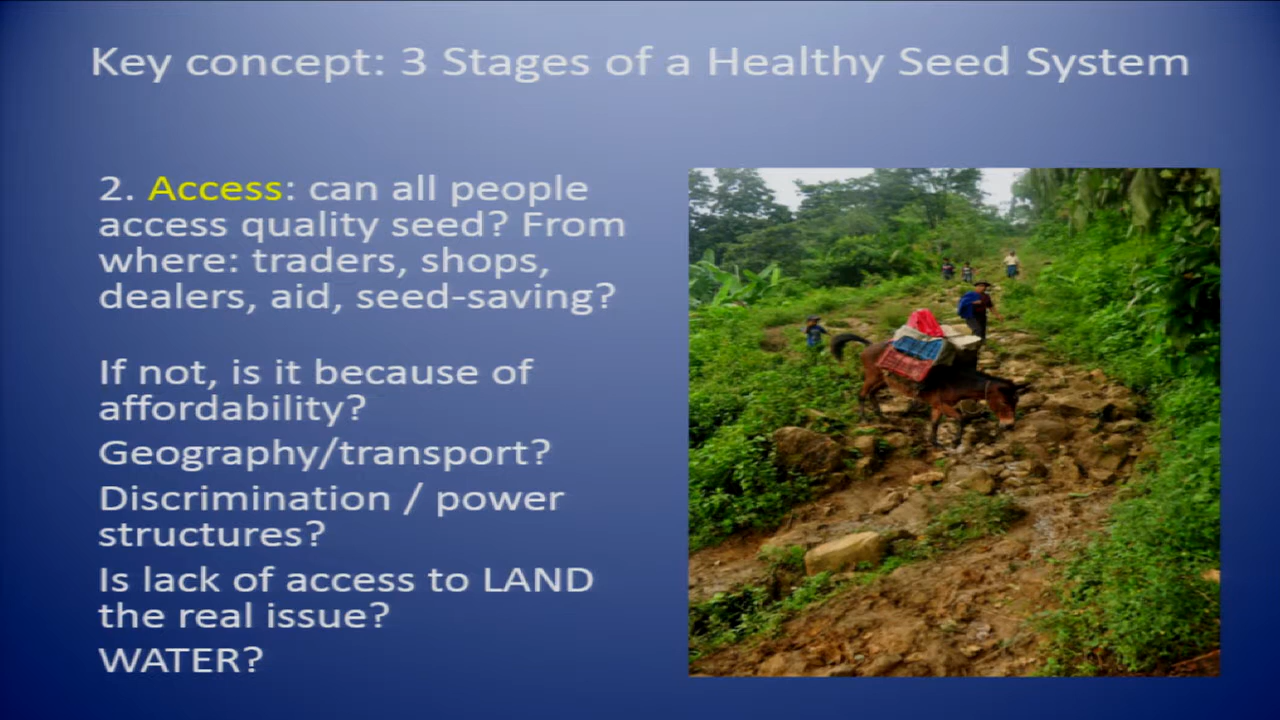 Key concept: 3 Stages of a Healthy Seed System
2. Access: can all people
access quality seed? From
where: traders, shops,
dealers, aid, seed-saving?
If not, is it because of
affordability?
Geography/transport?
Discrimination / power
structures?
Is lack of access to LAND
the real issue?
WATER?